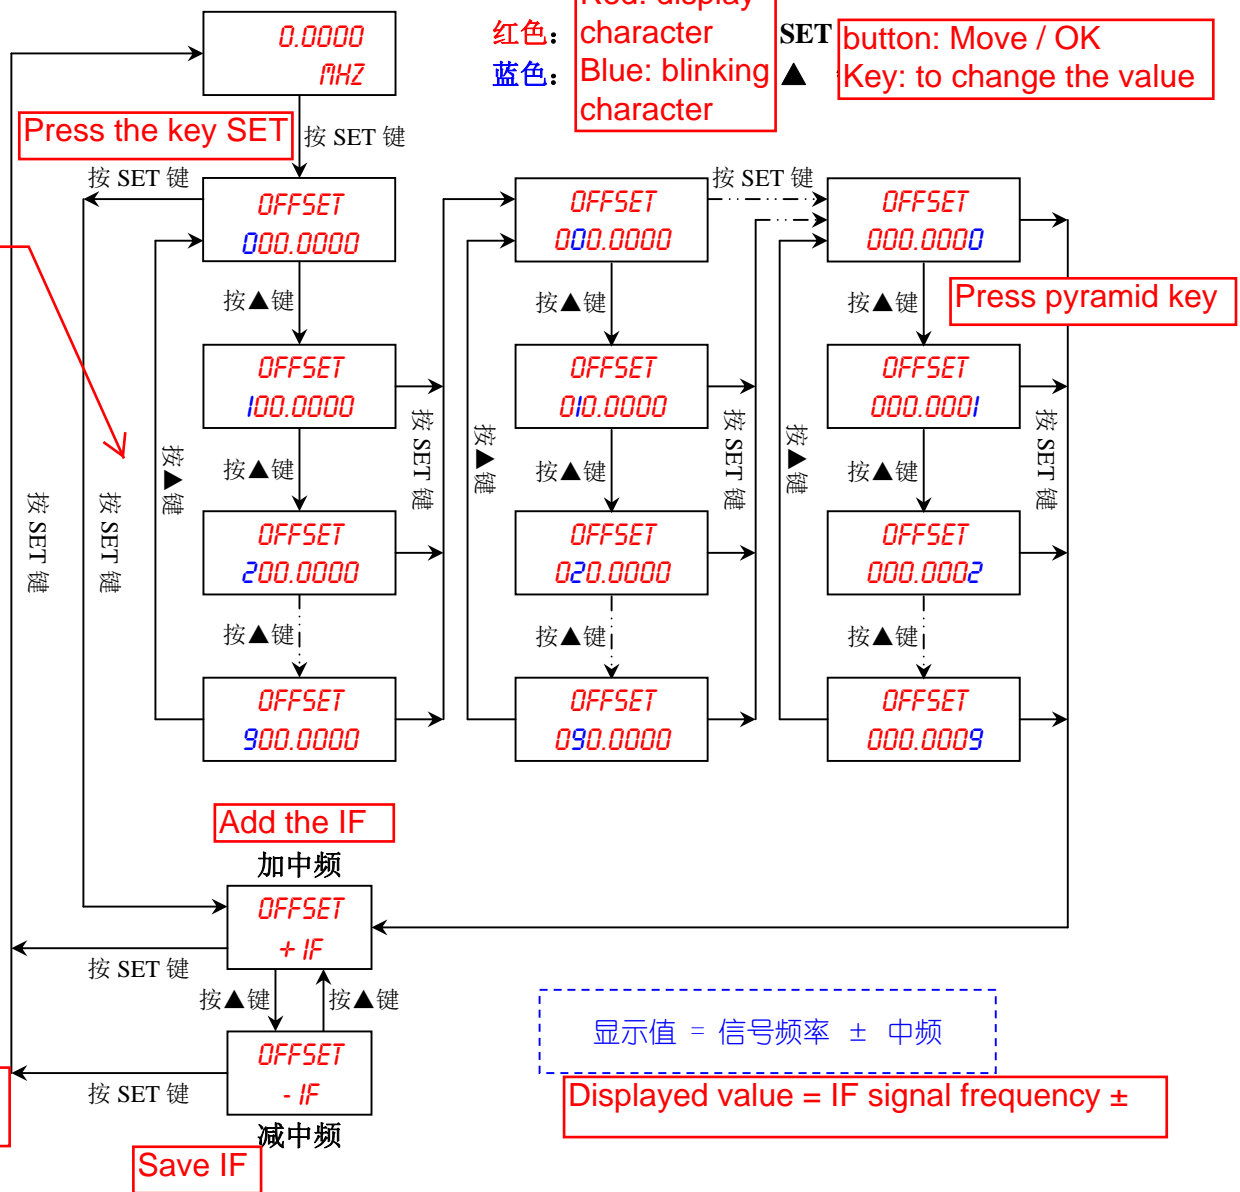 Red: display
红色：
character
SET
button: Move / OK
蓝色：
Blue: blinking
▲
Key: to change the value
character
0.0000
MHZ
Press the key SET
按 SET 键
按 SET 键
OFFSET
000.0000
按 SET 键
OFFSET
000.0000
OFFSET
000.0000
按▲键
按▲键
按▲键
Press pyramid key
OFFSET
100.0000
OFFSET
010.0000
OFFSET
000.0001
按 SET 键
按 SET 键
按 SET 键
按▲键
按▲键
按▲键
按▲键
按▲键
按▲键
按 SET 键
按 SET 键
OFFSET
200.0000
OFFSET
020.0000
OFFSET
000.0002
按▲键
按▲键
按▲键
OFFSET
900.0000
OFFSET
090.0000
OFFSET
000.0009
Add the IF
加中频
OFFSET
+ IF
按 SET 键
按▲键
按▲键
OFFSET
- IF
按 SET 键
减中频
Save IF
显示值 = 信号频率 ± 中频
Displayed value = IF signal frequency ±